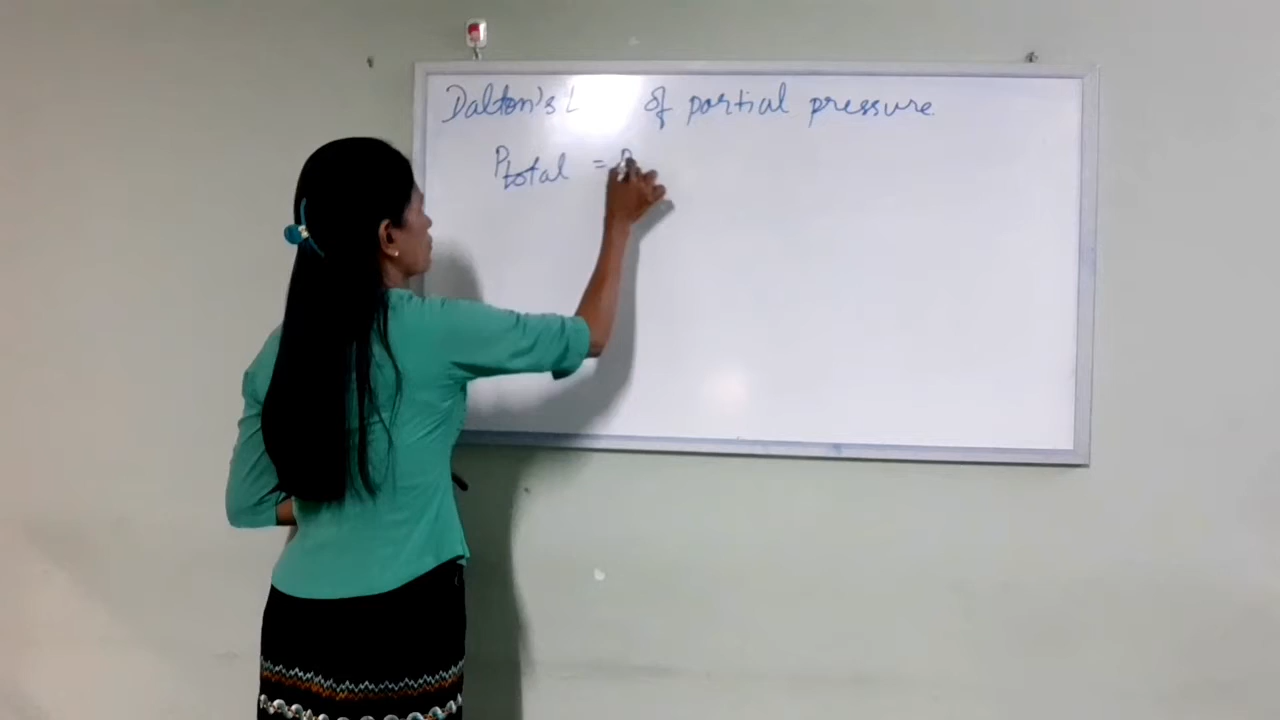 Dalton's L of partial pressure.
Ptotal = P